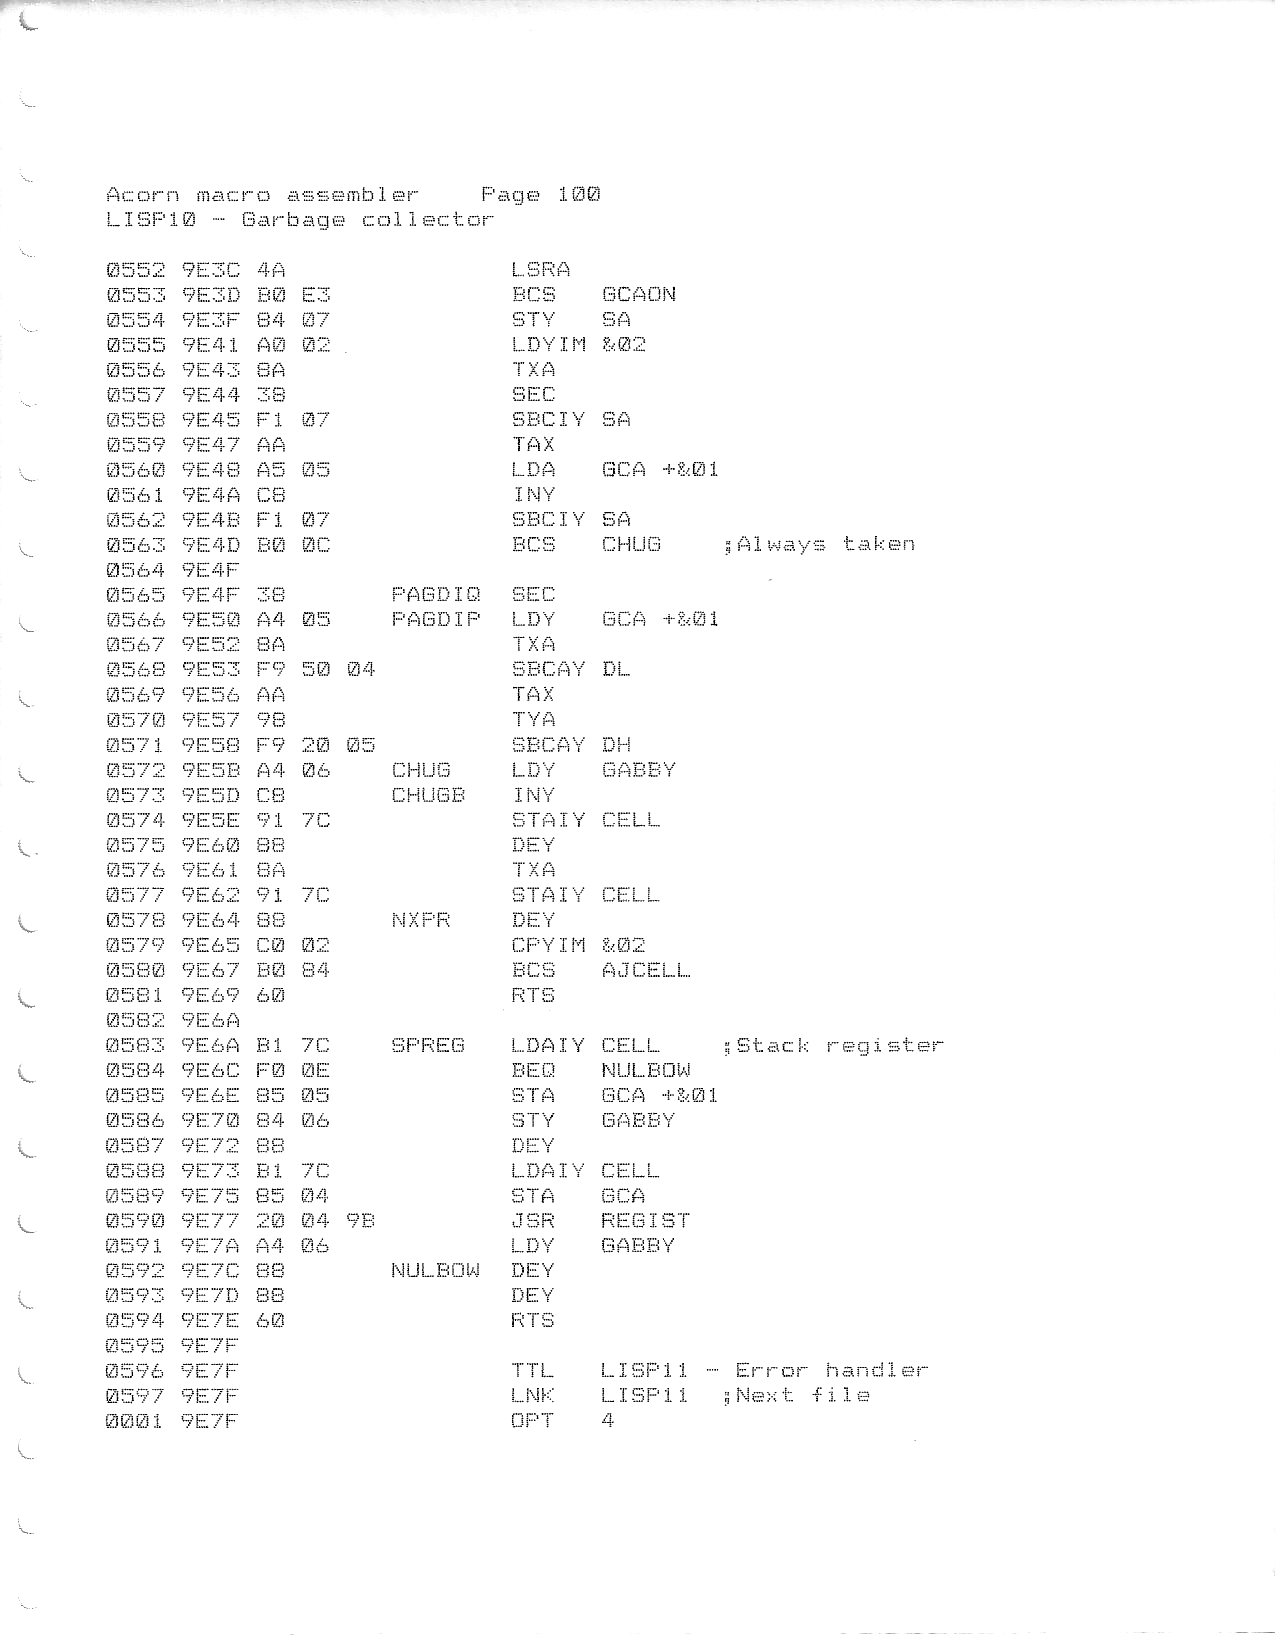 Acorn macro assembler    Page 100
LISP10 - Garbage collector
0552 9E3C 4A               LSRA
0553 9E3D B0 E3            BCS   GCAON
0554 9E3F 84 07            STY   SA
0555 9E41 A0 02            LDYIM &02
0556 9E43 8A               TXA
0557 9E44 38               SEC
0558 9E45 F1 07            SBCIY SA
0559 9E47 AA               TAX
0560 9E48 A5 05            LDA   GCA +&01
0561 9E4A C8               INY
0562 9E4B F1 07            SBCIY SA
0563 9E4D B0 0C            BCS   CHUG    ;Always taken
0564 9E4F
0565 9E4F 38       PAGDIQ  SEC
0566 9E50 A4 05    PAGDIP  LDY   GCA +&01
0567 9E52 8A               TXA
0568 9E53 F9 50 04         SBCAY DL
0569 9E56 AA               TAX
0570 9E57 98               TYA
0571 9E58 F9 20 05         SBCAY DH
0572 9E5B A4 06    CHUG    LDY   GABBY
0573 9E5D C8       CHUGB   INY
0574 9E5E 91 7C            STAIY CELL
0575 9E60 88               DEY
0576 9E61 8A               TXA
0577 9E62 91 7C            STAIY CELL
0578 9E64 88       NXPR    DEY
0579 9E65 C0 02            CPYIM &02
0580 9E67 B0 84            BCS   AJCELL
0581 9E69 60               RTS
0582 9E6A
0583 9E6A B1 7C    SPREG   LDAIY CELL    ;Stack register
0584 9E6C F0 0E            BEQ   NULBOW
0585 9E6E 85 05            STA   GCA +&01
0586 9E70 84 06            STY   GABBY
0587 9E72 88               DEY
0588 9E73 B1 7C            LDAIY CELL
0589 9E75 85 04            STA   GCA
0590 9E77 20 04 9B         JSR   REGIST
0591 9E7A A4 06            LDY   GABBY
0592 9E7C 88       NULBOW  DEY
0593 9E7D 88               DEY
0594 9E7E 60               RTS
0595 9E7F
0596 9E7F                  TTL   LISP11 - Error handler
0597 9E7F                  LNK   LISP11  ;Next file
0001 9E7F                  OPT   4